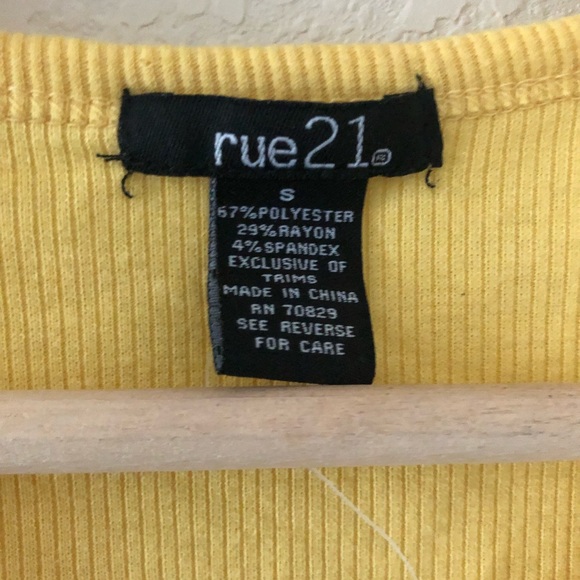 rue21
S
67%POLYESTER
29%RAYON
4%SPANDEX
EXCLUSIVE OF
TRIMS
MADE IN CHINA
RN 70829
SEE REVERSE
FOR CARE